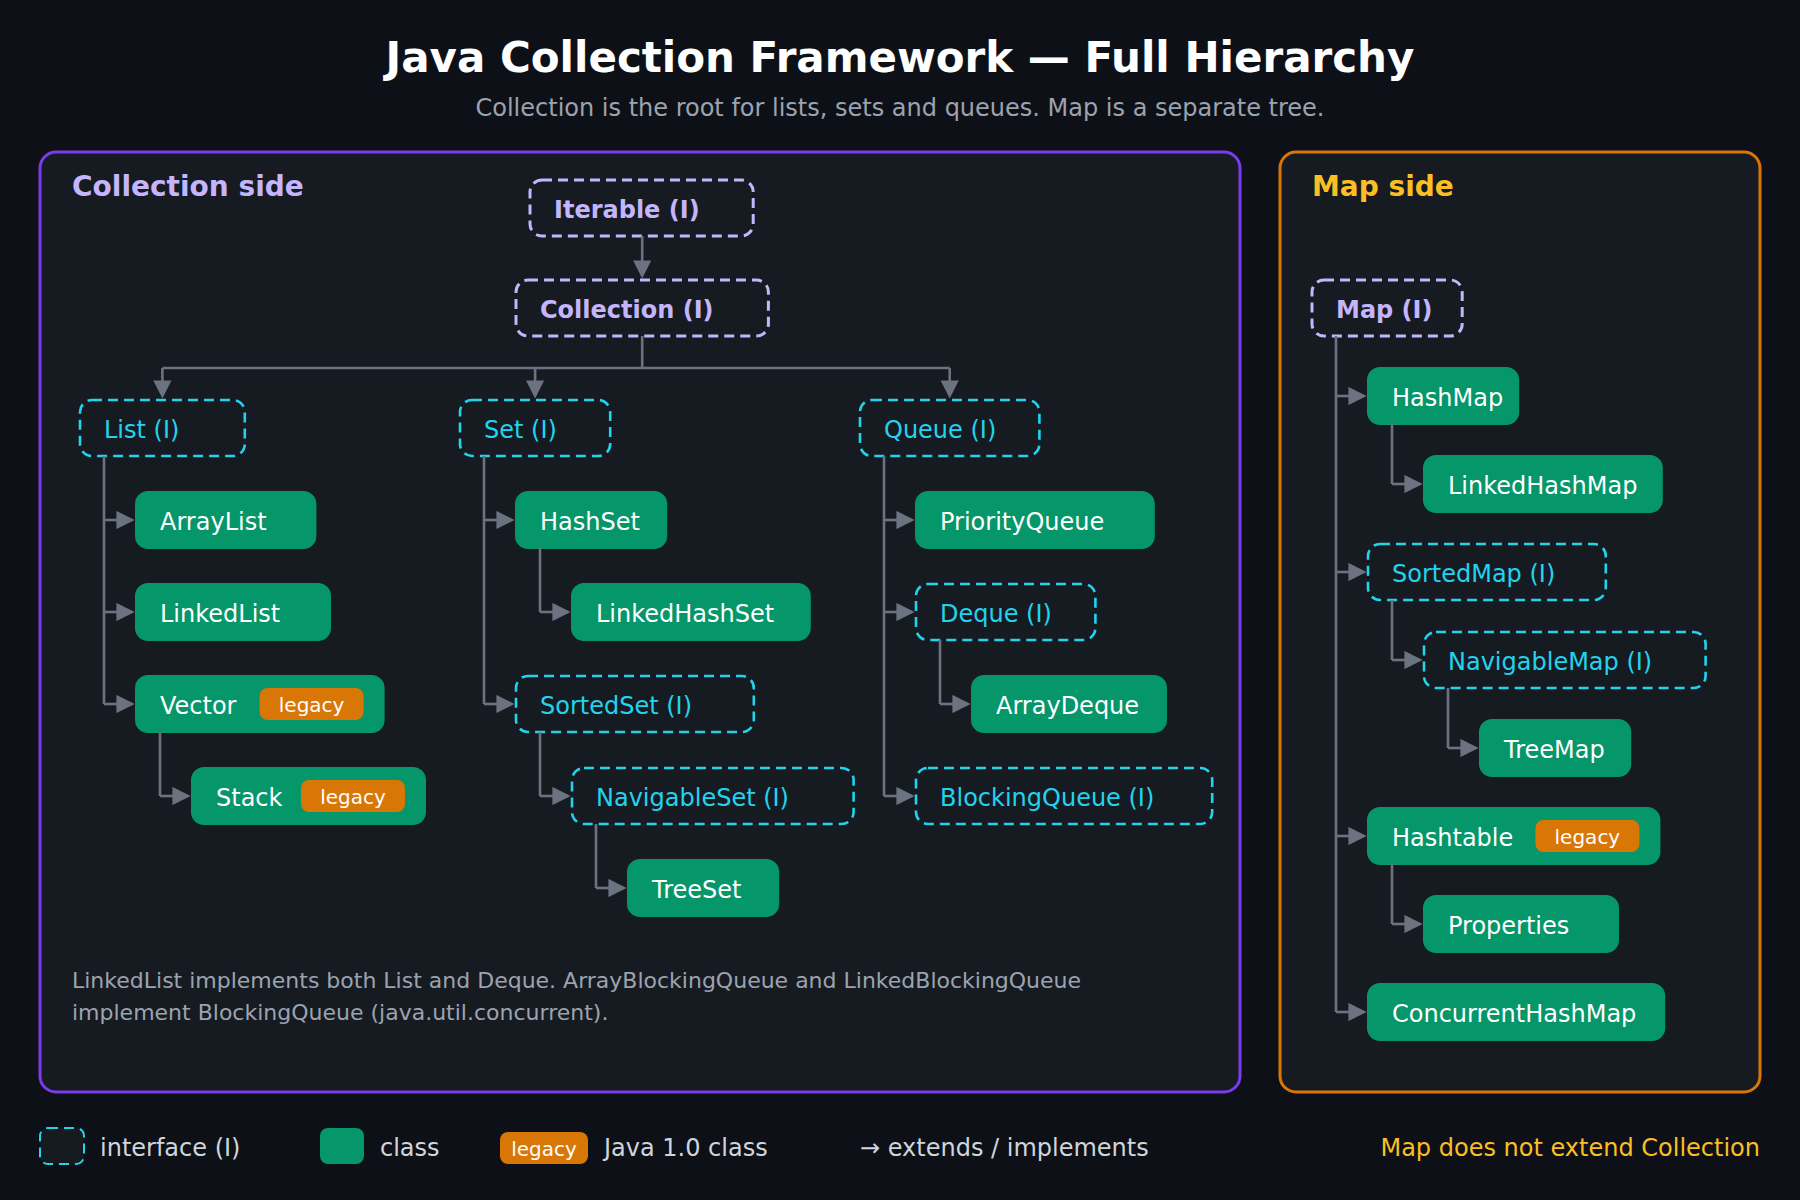 Java Collection Framework — Full Hierarchy
Collection is the root for lists, sets and queues. Map is a separate tree.
Collection side
Iterable (I)
Collection (I)
List (I)
Set (I)
Queue (I)
ArrayList
HashSet
PriorityQueue
LinkedList
LinkedHashSet
Deque (I)
Vector legacy
SortedSet (I)
ArrayDeque
Stack legacy
NavigableSet (I)
BlockingQueue (I)
TreeSet
LinkedList implements both List and Deque. ArrayBlockingQueue and LinkedBlockingQueue
implement BlockingQueue (java.util.concurrent).
Map side
Map (I)
HashMap
LinkedHashMap
SortedMap (I)
NavigableMap (I)
TreeMap
Hashtable legacy
Properties
ConcurrentHashMap
interface (I)
class
legacy Java 1.0 class
→ extends / implements
Map does not extend Collection